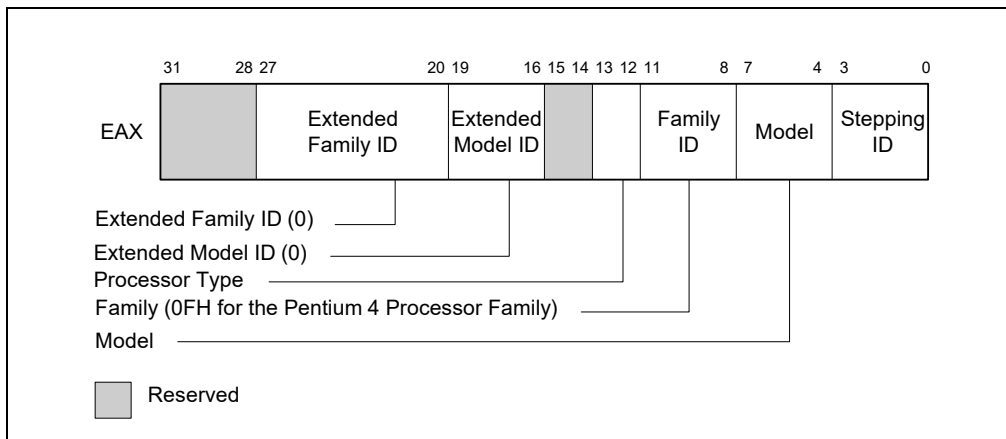 31 28 27 20 19 16 15 14 13 12 11 8 7 4 3 0
EAX
Extended Family ID
Extended Model ID
Family ID
Model
Stepping ID
Extended Family ID (0)
Extended Model ID (0)
Processor Type
Family (0FH for the Pentium 4 Processor Family)
Model
Reserved